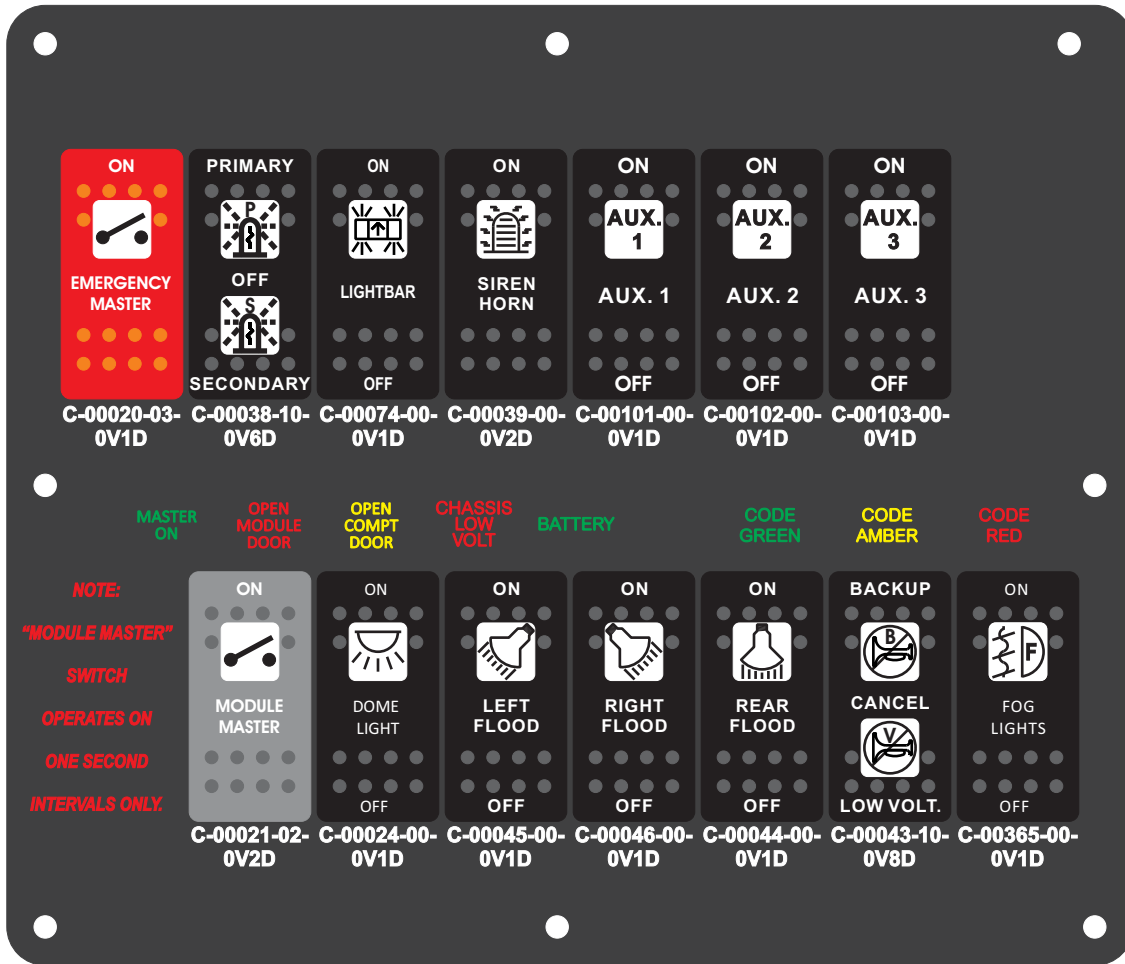 ON
PRIMARY
ON
ON
ON
ON
ON
P
AUX.
1
AUX.
2
AUX.
3
EMERGENCY
MASTER
OFF
LIGHTBAR
SIREN
HORN
AUX. 1
AUX. 2
AUX. 3
S
SECONDARY
OFF
OFF
OFF
OFF
C-00020-03-
0V1D
C-00038-10-
0V6D
C-00074-00-
0V1D
C-00039-00-
0V2D
C-00101-00-
0V1D
C-00102-00-
0V1D
C-00103-00-
0V1D
MASTER
ON
OPEN
MODULE
DOOR
OPEN
COMPT
DOOR
CHASSIS
LOW
VOLT
BATTERY
CODE
GREEN
CODE
AMBER
CODE
RED
NOTE:
"MODULE MASTER"
SWITCH
OPERATES ON
ONE SECOND
INTERVALS ONLY.
ON
ON
ON
ON
ON
BACKUP
ON
B
F
MODULE
MASTER
DOME
LIGHT
LEFT
FLOOD
RIGHT
FLOOD
REAR
FLOOD
CANCEL
FOG
LIGHTS
V
OFF
OFF
OFF
OFF
LOW VOLT.
OFF
C-00021-02-
0V2D
C-00024-00-
0V1D
C-00045-00-
0V1D
C-00046-00-
0V1D
C-00044-00-
0V1D
C-00043-10-
0V8D
C-00365-00-
0V1D